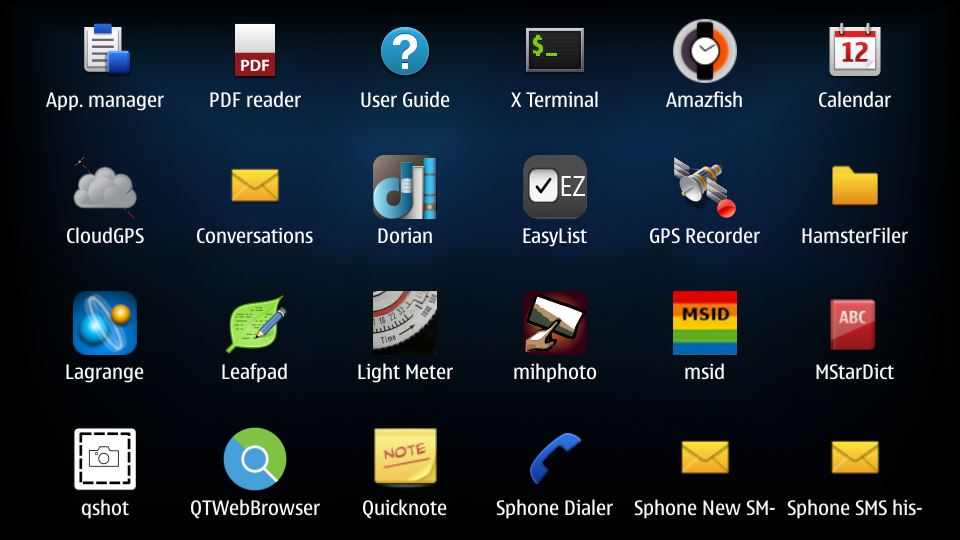 PDF
?
$_
12
App. manager
PDF reader
User Guide
X Terminal
Amazfish
Calendar
EZ
CloudGPS
Conversations
Dorian
EasyList
GPS Recorder
HamsterFiler
MSID
ABC
Time
Lagrange
Leafpad
Light Meter
mihphoto
msid
MStarDict
NOTE
qshot
QTWebBrowser
Quicknote
Sphone Dialer
Sphone New SM-
Sphone SMS his-